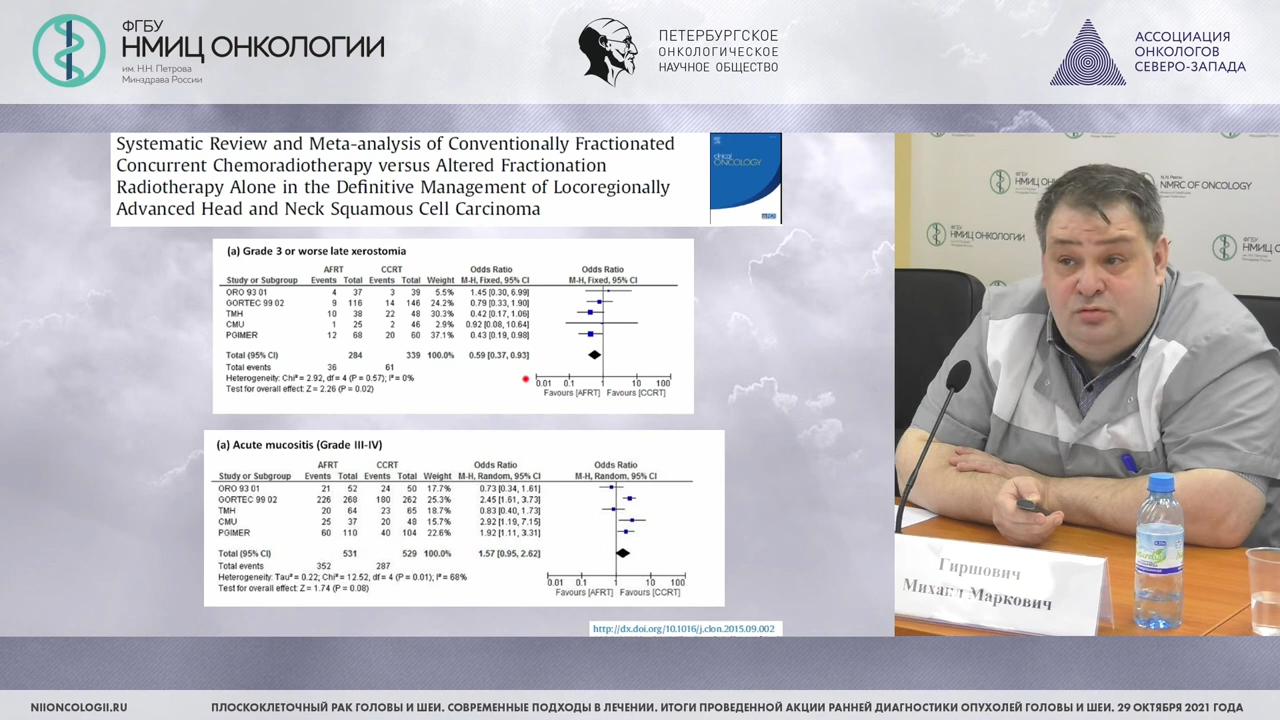 ФГБУ
НМИЦ ОНКОЛОГИИ
им. Н.Н. Петрова
Минздрава России
ПЕТЕРБУРГСКОЕ
ОНКОЛОГИЧЕСКОЕ
НАУЧНОЕ ОБЩЕСТВО
АССОЦИАЦИЯ
ОНКОЛОГОВ
СЕВЕРО-ЗАПАДА
Systematic Review and Meta-analysis of Conventionally Fractionated
Concurrent Chemoradiotherapy versus Altered Fractionation
Radiotherapy Alone in the Definitive Management of Locoregionally
Advanced Head and Neck Squamous Cell Carcinoma
clinical
ONCOLOGY
(a) Grade 3 or worse late xerostomia
AFRT CCRT Odds Ratio Odds Ratio
Study or Subgroup Events Total Events Total Weight M-H, Fixed, 95% CI M-H, Fixed, 95% CI
ORO 93 01 4 37 3 39 5.5% 1.45 [0.30, 6.99]
GORTEC 99 02 9 116 14 146 24.2% 0.79 [0.33, 1.90]
TMH 10 38 22 48 30.3% 0.42 [0.17, 1.06]
CMU 1 25 2 46 2.9% 0.92 [0.08, 10.64]
PGIMER 12 68 20 60 37.1% 0.43 [0.19, 0.98]
Total (95% CI) 284 339 100.0% 0.59 [0.37, 0.93]
Total events 36 61
Heterogeneity: Chi² = 2.92, df = 4 (P = 0.57); I² = 0%
Test for overall effect: Z = 2.26 (P = 0.02)
0.01 0.1 1 10 100
Favours [AFRT] Favours [CCRT]
(a) Acute mucositis (Grade III-IV)
AFRT CCRT Odds Ratio Odds Ratio
Study or Subgroup Events Total Events Total Weight M-H, Random, 95% CI M-H, Random, 95% CI
ORO 93 01 21 52 24 50 17.7% 0.73 [0.34, 1.61]
GORTEC 99 02 226 268 180 262 25.3% 2.45 [1.61, 3.73]
TMH 20 64 23 65 18.7% 0.83 [0.40, 1.73]
CMU 25 37 20 48 15.7% 2.92 [1.19, 7.15]
PGIMER 60 110 40 104 22.6% 1.92 [1.11, 3.31]
Total (95% CI) 531 529 100.0% 1.57 [0.95, 2.62]
Total events 352 287
Heterogeneity: Tau² = 0.22; Chi² = 12.52, df = 4 (P = 0.01); I² = 68%
Test for overall effect: Z = 1.74 (P = 0.08)
0.01 0.1 1 10 100
Favours [AFRT] Favours [CCRT]
http://dx.doi.org/10.1016/j.clon.2015.09.002
ФГБУ
НМИЦ ОНКОЛОГИИ
NMRC OF ONCOLOGY
ФГБУ
НМИЦ ОНКОЛОГИИ
ФГБУ
Гиршович
Михаил Маркович
NIIONCOLOGII.RU
ПЛОСКОКЛЕТОЧНЫЙ РАК ГОЛОВЫ И ШЕИ. СОВРЕМЕННЫЕ ПОДХОДЫ В ЛЕЧЕНИИ. ИТОГИ ПРОВЕДЕННОЙ АКЦИИ РАННЕЙ ДИАГНОСТИКИ ОПУХОЛЕЙ ГОЛОВЫ И ШЕИ. 29 ОКТЯБРЯ 2021 ГОДА